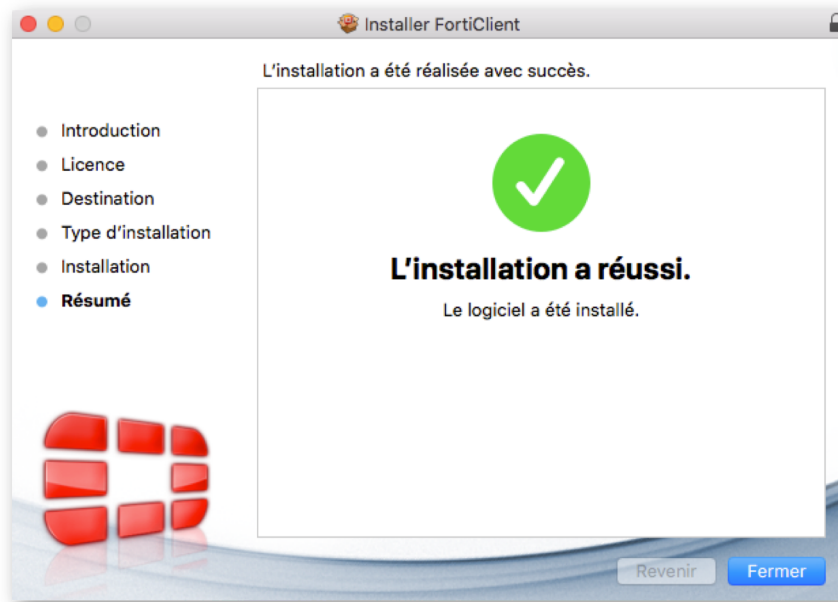 Installer FortiClient
L'installation a été réalisée avec succès.
Introduction
Licence
Destination
Type d'installation
Installation
Résumé
L'installation a réussi.
Le logiciel a été installé.
Revenir
Fermer